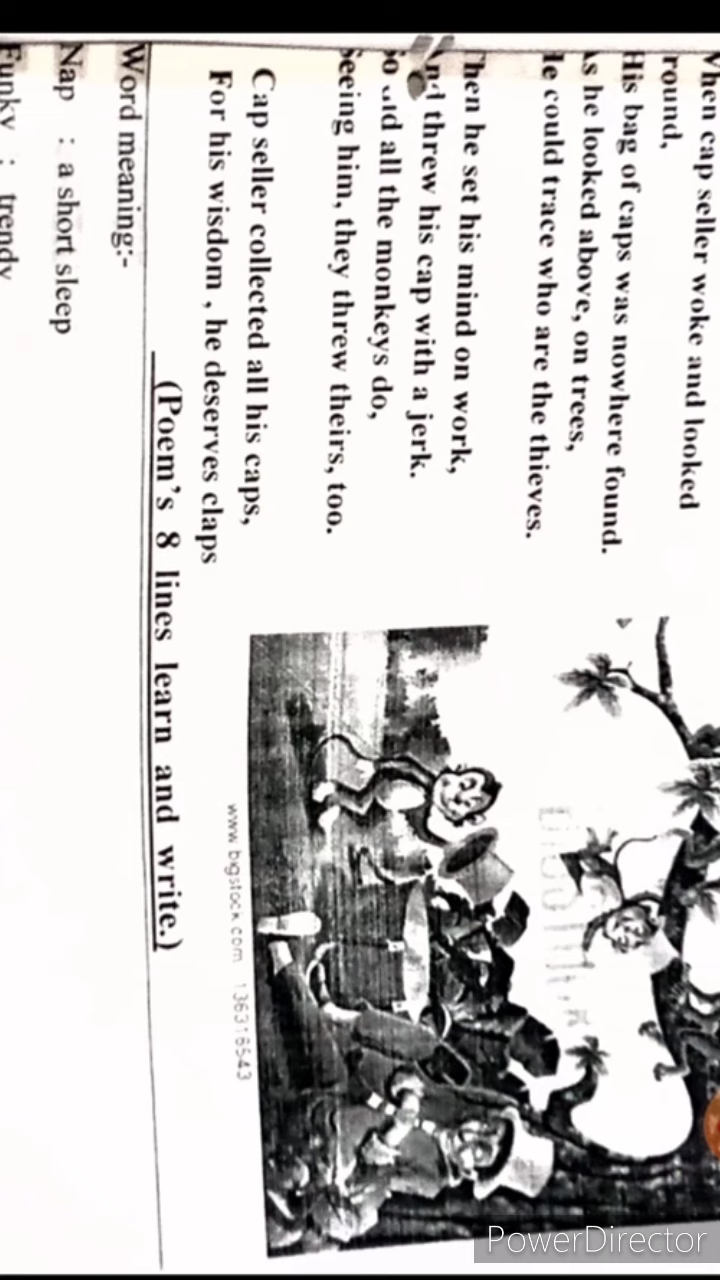 When cap seller woke and looked
round,
His bag of caps was nowhere found.
As he looked above, on trees,
He could trace who are the thieves.
Then he set his mind on work,
And threw his cap with a jerk.
So did all the monkeys do,
Seeing him, they threw theirs, too.
Cap seller collected all his caps,
For his wisdom , he deserves claps
(Poem's 8 lines learn and write.)
Word meaning:-
Nap : a short sleep
Funky : trendy
www.bigstock.com 136316543
PowerDirector